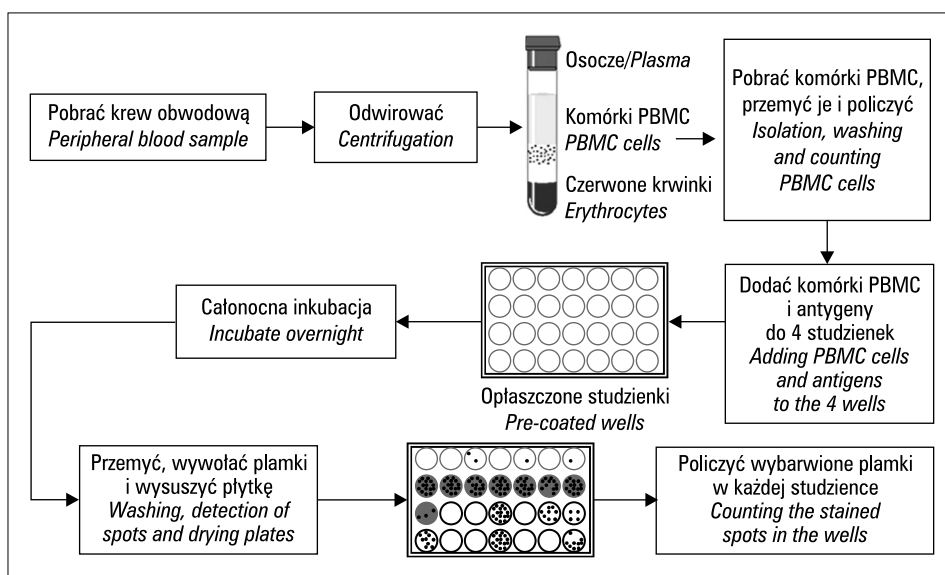 Pobrać krew obwodową
Peripheral blood sample
Odwirować
Centrifugation
Osocze/Plasma
Komórki PBMC
PBMC cells
Czerwone krwinki
Erythrocytes
Pobrać komórki PBMC,
przemyć je i policzyć
Isolation, washing
and counting
PBMC cells
Dodać komórki PBMC
i antygeny
do 4 studzienek
Adding PBMC cells
and antigens
to the 4 wells
Opłaszczone studzienki
Pre-coated wells
Całonocna inkubacja
Incubate overnight
Przemyć, wywołać plamki
i wysuszyć płytkę
Washing, detection of
spots and drying plates
Policzyć wybarwione plamki
w każdej studzience
Counting the stained
spots in the wells